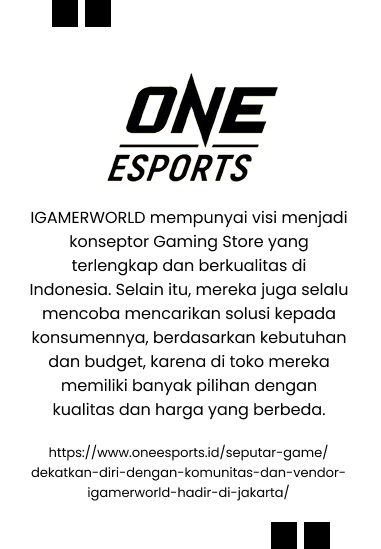 ONE
ESPORTS
IGAMERWORLD mempunyai visi menjadi
konseptor Gaming Store yang
terlengkap dan berkualitas di
Indonesia. Selain itu, mereka juga selalu
mencoba mencarikan solusi kepada
konsumennya, berdasarkan kebutuhan
dan budget, karena di toko mereka
memiliki banyak pilihan dengan
kualitas dan harga yang berbeda.
https://www.oneesports.id/seputar-game/
dekatkan-diri-dengan-komunitas-dan-vendor-
igamerworld-hadir-di-jakarta/